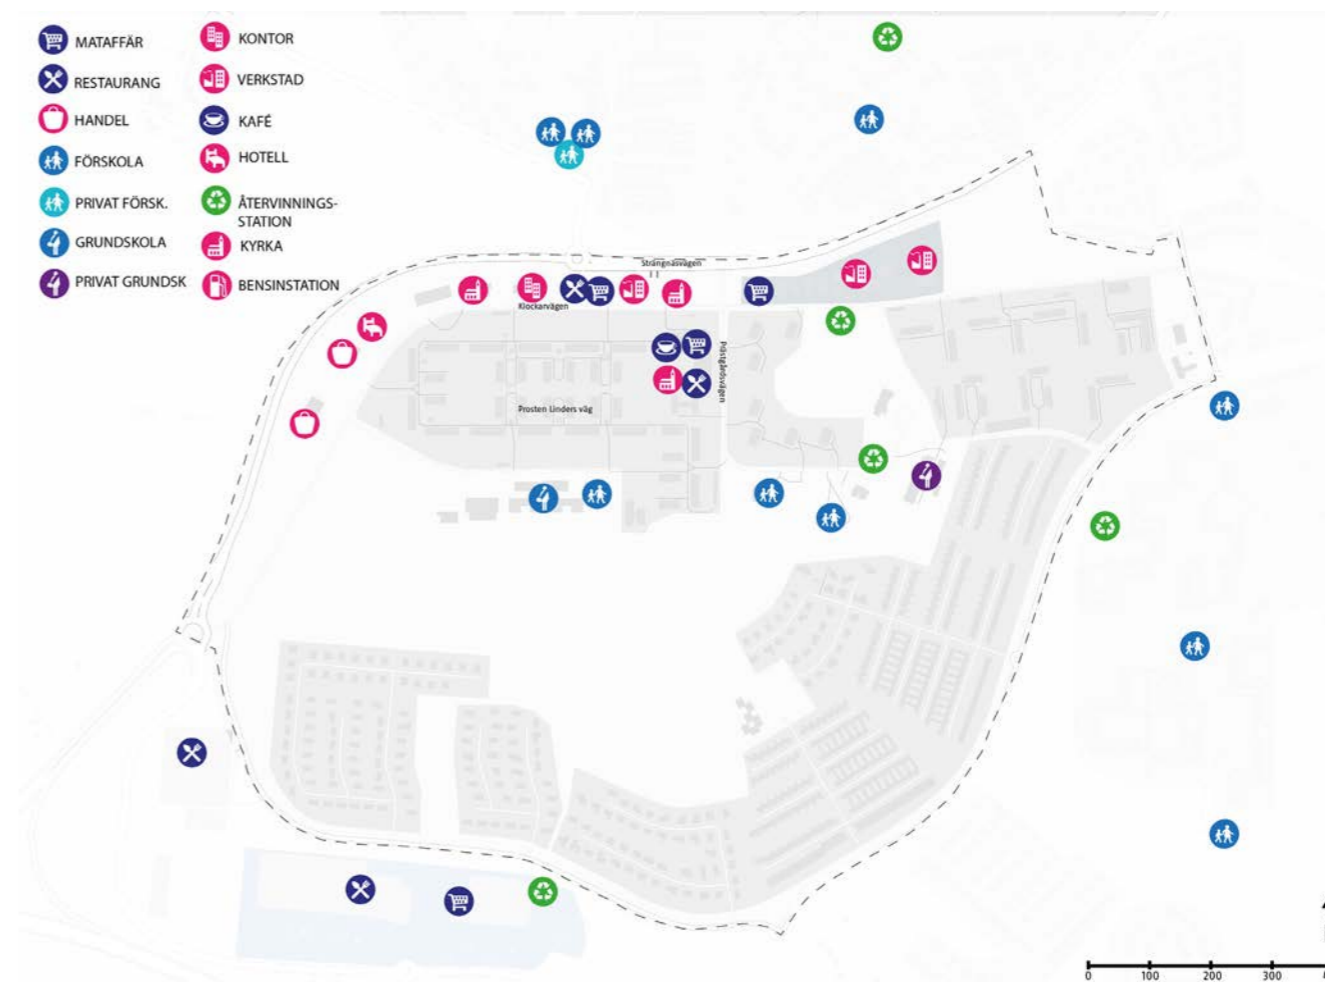 MATAFFÄR
RESTAURANG
HANDEL
FÖRSKOLA
PRIVAT FÖRSK.
GRUNDSKOLA
PRIVAT GRUNDSK
KONTOR
VERKSTAD
KAFÉ
HOTELL
ÅTERVINNINGS-
STATION
KYRKA
BENSINSTATION
Strängnäsvägen
Klockarvägen
Prästgårdsvägen
Prosten Linders väg
0 100 200 300